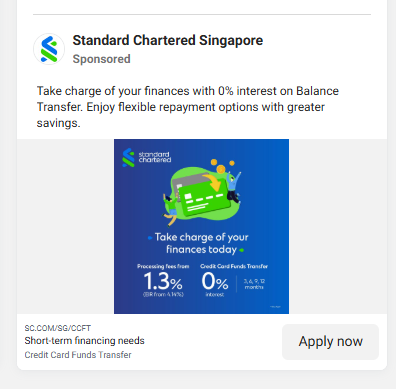 Standard Chartered Singapore
Sponsored
Take charge of your finances with 0% interest on Balance
Transfer. Enjoy flexible repayment options with greater
savings.
standard
chartered
Take charge of your
finances today
Processing fees from
1.3%
(EIR from 4.14%)
Credit Card Funds Transfer
0%
interest
3, 6, 9, 12
months
SC.COM/SG/CCFT
Short-term financing needs
Credit Card Funds Transfer
Apply now